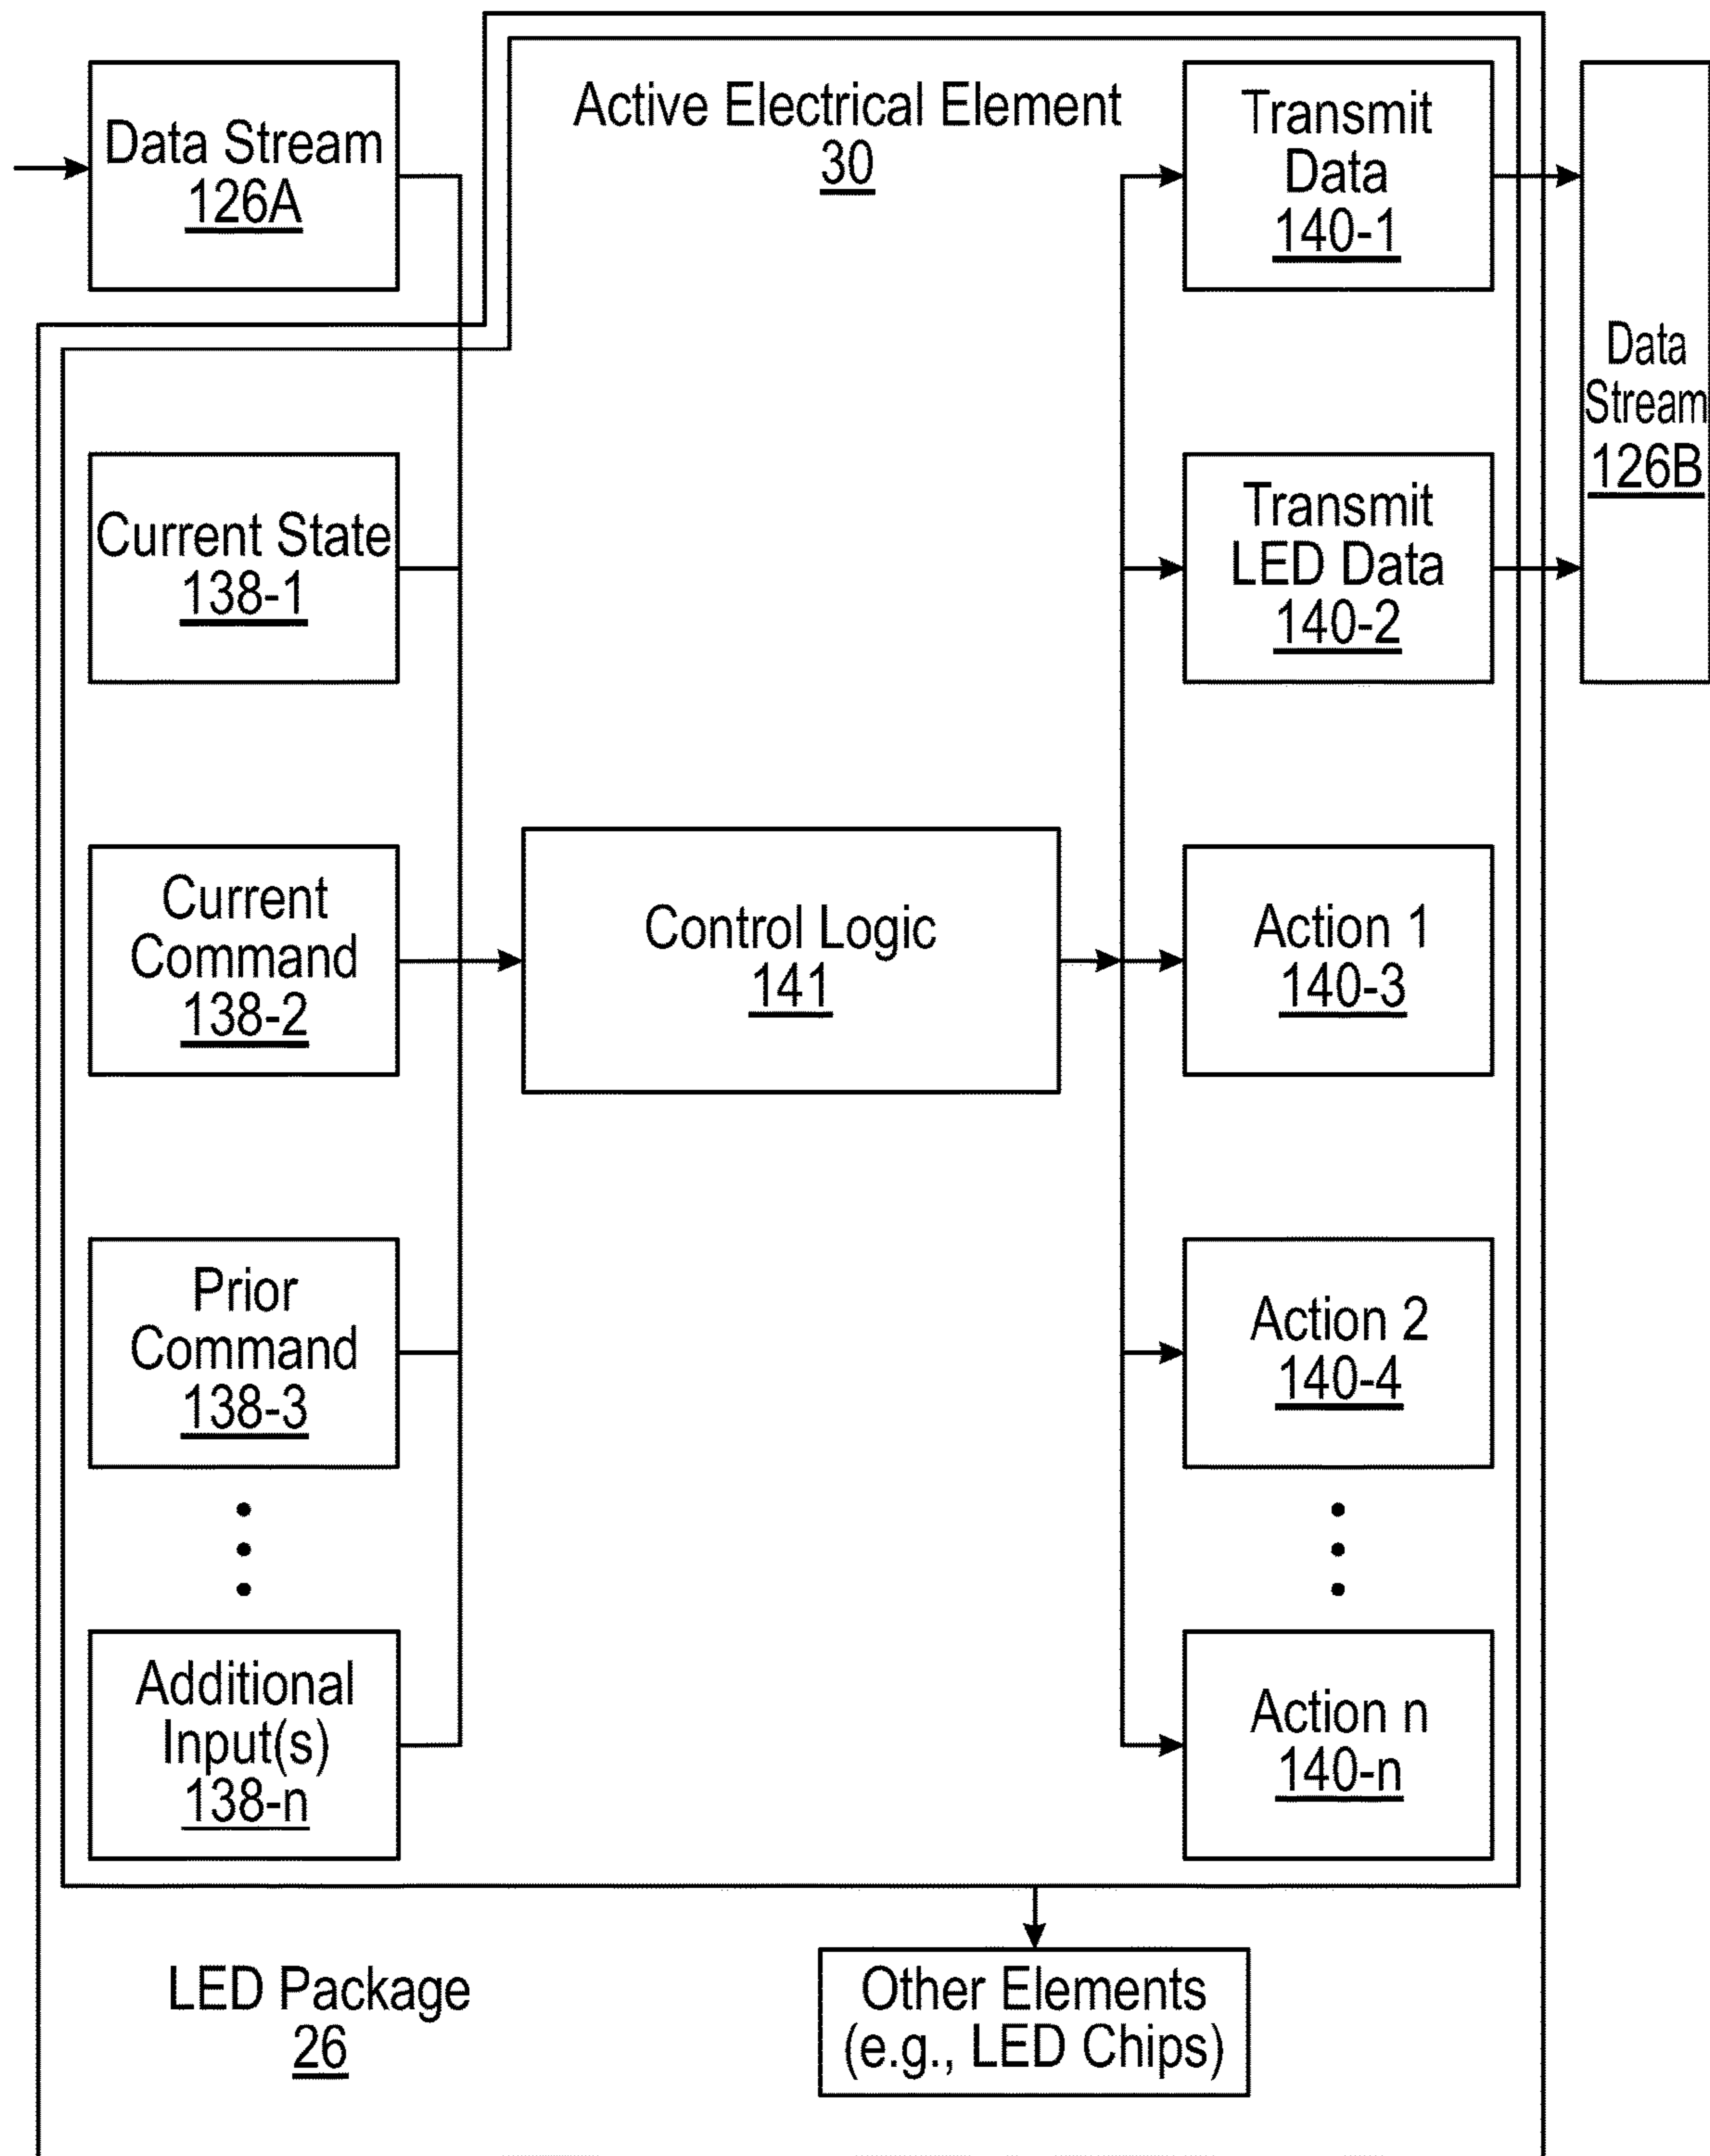 Data Stream
126A
Active Electrical Element
30
Transmit
Data
140-1
Data
Stream
126B
Current State
138-1
Transmit
LED Data
140-2
Current
Command
138-2
Control Logic
141
Action 1
140-3
Prior
Command
138-3
Action 2
140-4
Additional
Input(s)
138-n
Action n
140-n
LED Package
26
Other Elements
(e.g., LED Chips)